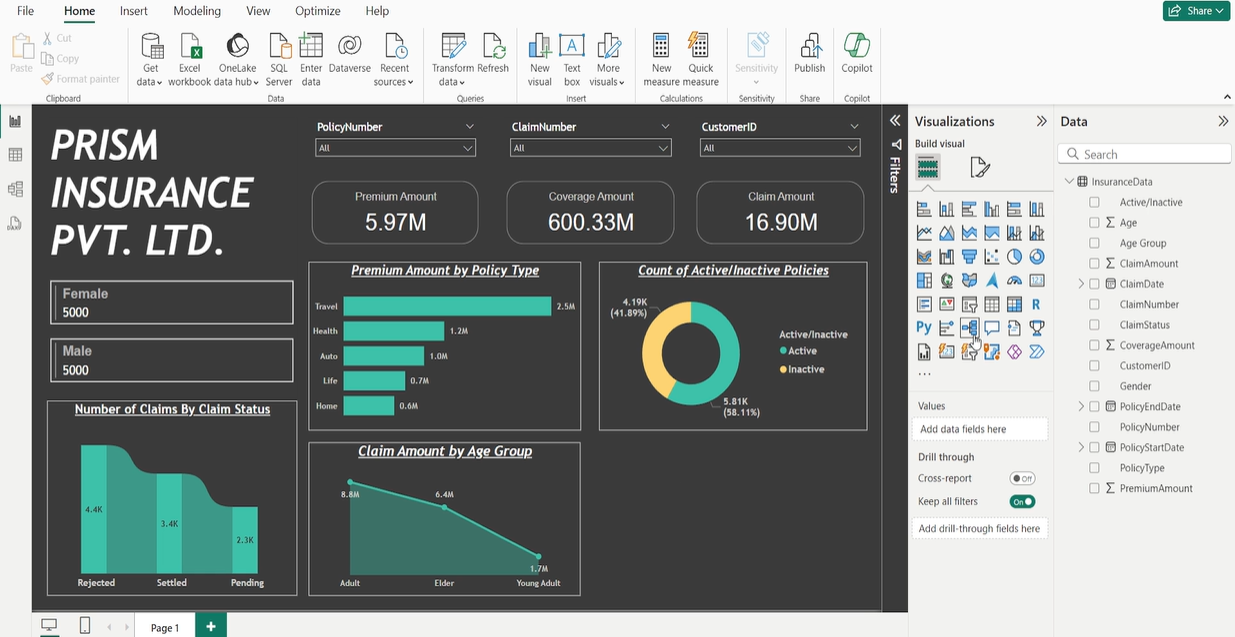 File Home Insert Modeling View Optimize Help
Share
Paste
Cut
Copy
Format painter
Clipboard
Get data
Excel workbook
OneLake data hub
SQL Server
Enter data
Dataverse
Recent sources
Data
Transform data
Refresh
Queries
New visual
Text box
More visuals
Insert
New measure
Quick measure
Calculations
Sensitivity
Sensitivity
Publish
Share
Copilot
Copilot
PRISM
INSURANCE
PVT. LTD.
PolicyNumber
All
ClaimNumber
All
CustomerID
All
Premium Amount
5.97M
Coverage Amount
600.33M
Claim Amount
16.90M
Female
5000
Male
5000
Number of Claims By Claim Status
4.4K
3.4K
2.3K
Rejected Settled Pending
Premium Amount by Policy Type
Travel 2.5M
Health 1.2M
Auto 1.0M
Life 0.7M
Home 0.6M
Count of Active/Inactive Policies
4.19K
(41.89%)
5.81K
(58.11%)
Active/Inactive
Active
Inactive
Claim Amount by Age Group
8.8M
6.4M
1.7M
Adult Elder Young Adult
Filters
Visualizations
Build visual
123
R
Py
...
Values
Add data fields here
Drill through
Cross-report Off
Keep all filters On
Add drill-through fields here
Data
Search
InsuranceData
Active/Inactive
Σ Age
Age Group
Σ ClaimAmount
ClaimDate
ClaimNumber
ClaimStatus
Σ CoverageAmount
CustomerID
Gender
PolicyEndDate
PolicyNumber
PolicyStartDate
PolicyType
Σ PremiumAmount
Page 1
+